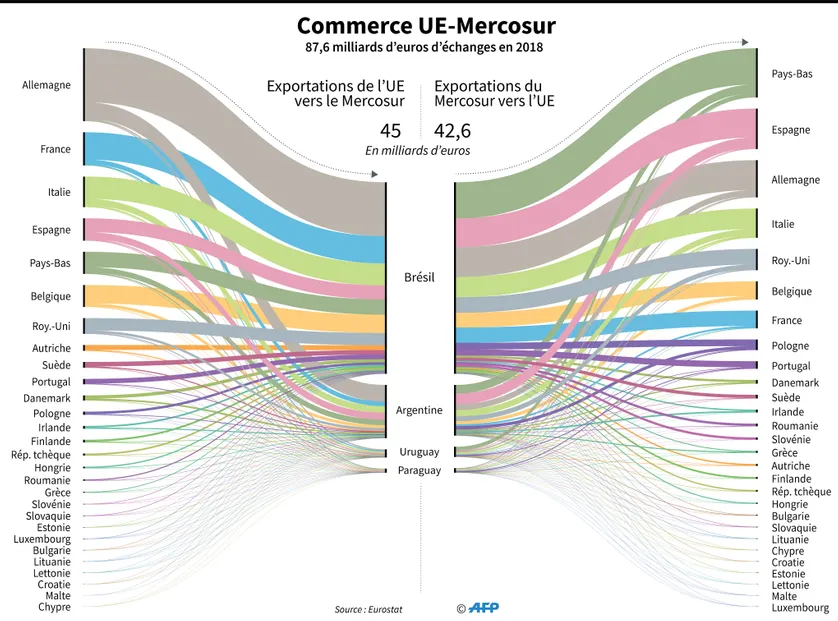 Commerce UE-Mercosur
87,6 milliards d’euros d’échanges en 2018
Exportations de l’UE
vers le Mercosur
45
Exportations du
Mercosur vers l’UE
42,6
En milliards d’euros
Allemagne
France
Italie
Espagne
Pays-Bas
Belgique
Roy.-Uni
Autriche
Suède
Portugal
Danemark
Pologne
Irlande
Finlande
Rép. tchèque
Hongrie
Roumanie
Grèce
Slovénie
Slovaquie
Estonie
Luxembourg
Bulgarie
Lituanie
Lettonie
Croatie
Malte
Chypre
Brésil
Argentine
Uruguay
Paraguay
Pays-Bas
Espagne
Allemagne
Italie
Roy.-Uni
Belgique
France
Pologne
Portugal
Danemark
Suède
Irlande
Roumanie
Slovénie
Grèce
Autriche
Finlande
Rép. tchèque
Hongrie
Bulgarie
Slovaquie
Lituanie
Chypre
Croatie
Estonie
Lettonie
Malte
Luxembourg
Source : Eurostat
© AFP